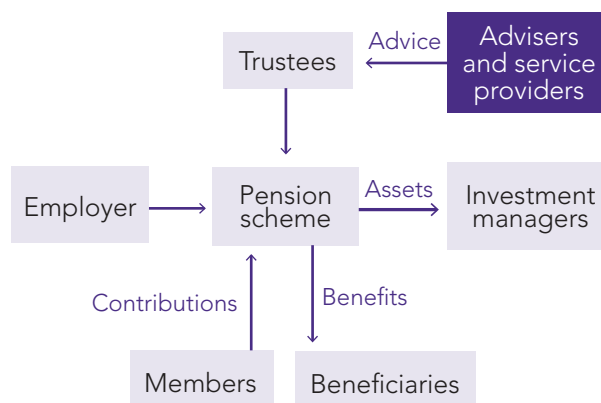 Advice
Advisers
and service
providers
Trustees
Employer
Pension
scheme
Assets
Investment
managers
Contributions
Benefits
Members
Beneficiaries